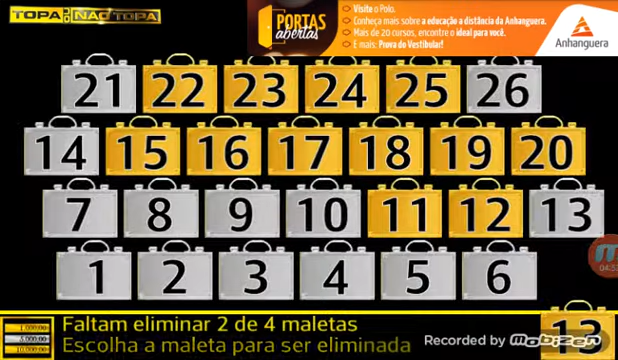 TOPA OU NÃO TOPA
PORTAS abertas
Visite o Polo.
Conheça mais sobre a educação a distância da Anhanguera.
Mais de 20 cursos, encontre o ideal para você.
E mais: Prova do Vestibular!
Anhanguera
21 22 23 24 25 26
14 15 16 17 18 19 20
7 8 9 10 11 12 13
1 2 3 4 5 6
Faltam eliminar 2 de 4 maletas
Escolha a maleta para ser eliminada
Recorded by Mobizen
13